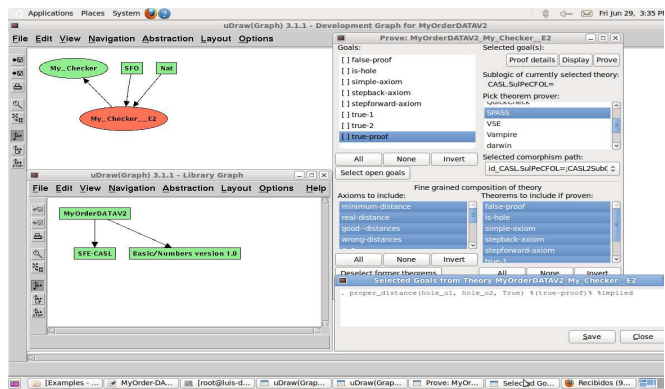 Applications Places System Fri Jun 29, 3:35 P
uDraw(Graph) 3.1.1 - Development Graph for MyOrderDATAV2
File Edit View Navigation Abstraction Layout Options
My_Checker
SFO
Nat
My_Checker__E2
uDraw(Graph) 3.1.1 - Library Graph
File Edit View Navigation Abstraction Layout Options Help
MyOrderDATAV2
SFE-CASL
Basic/Numbers version 1.0
Prove: MyOrderDATAV2_My_Checker__E2
Goals:
[ ] false-proof
[ ] is-hole
[ ] simple-axiom
[ ] stepback-axiom
[ ] stepforward-axiom
[ ] true-1
[ ] true-2
[ ] true-proof
All None Invert
Select open goals
Selected goal(s):
Proof details Display Prove
Sublogic of currently selected theory:
CASL.SulPeCFOL=
Pick theorem prover:
QuickCheck
SPASS
VSE
Vampire
darwin
Selected comorphism path:
id_CASL.SulPeCFOL=;CASL2Sub(
Fine grained composition of theory
Axioms to include:
minimum-distance
real-distance
good--distances
wrong-distances
All None Invert
Deselect former theorems
Theorems to include if proven:
false-proof
is-hole
simple-axiom
stepback-axiom
stepforward-axiom
true-1
All None Invert
Selected Goals from Theory MyOrderDATAV2_My_Checker__E2
. proper_distance(hole_u1, hole_u2, True) %(true-proof)% %implied
Save Close
[Examples - ... MyOrder-DA... [root@luis-d... uDraw(Grap... uDraw(Grap... Prove: MyOr... Selected Go... Recibidos (9...